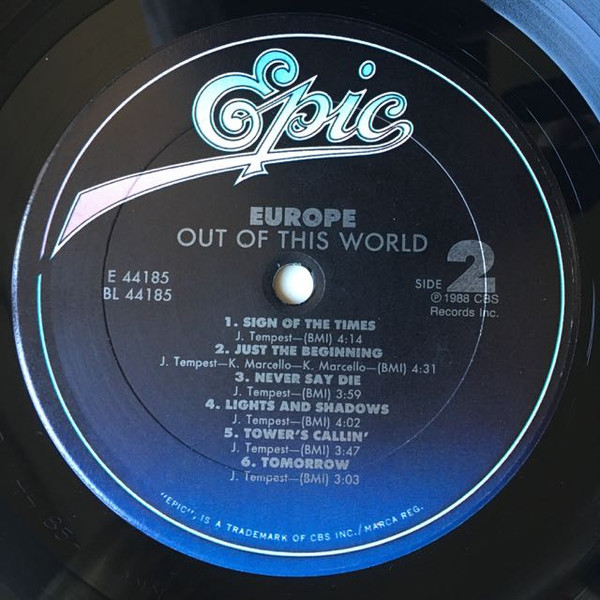 Epic
EUROPE
OUT OF THIS WORLD
E 44185
BL 44185
SIDE 2
℗ 1988 CBS
Records Inc.
1. SIGN OF THE TIMES
J. Tempest—(BMI) 4:14
2. JUST THE BEGINNING
J. Tempest—K. Marcello—K. Marcello—(BMI) 4:31
3. NEVER SAY DIE
J. Tempest—(BMI) 3:59
4. LIGHTS AND SHADOWS
J. Tempest—(BMI) 4:02
5. TOWER'S CALLIN'
J. Tempest—(BMI) 3:47
6. TOMORROW
J. Tempest—(BMI) 3:03
"EPIC", IS A TRADEMARK OF CBS INC./MARCA REG.